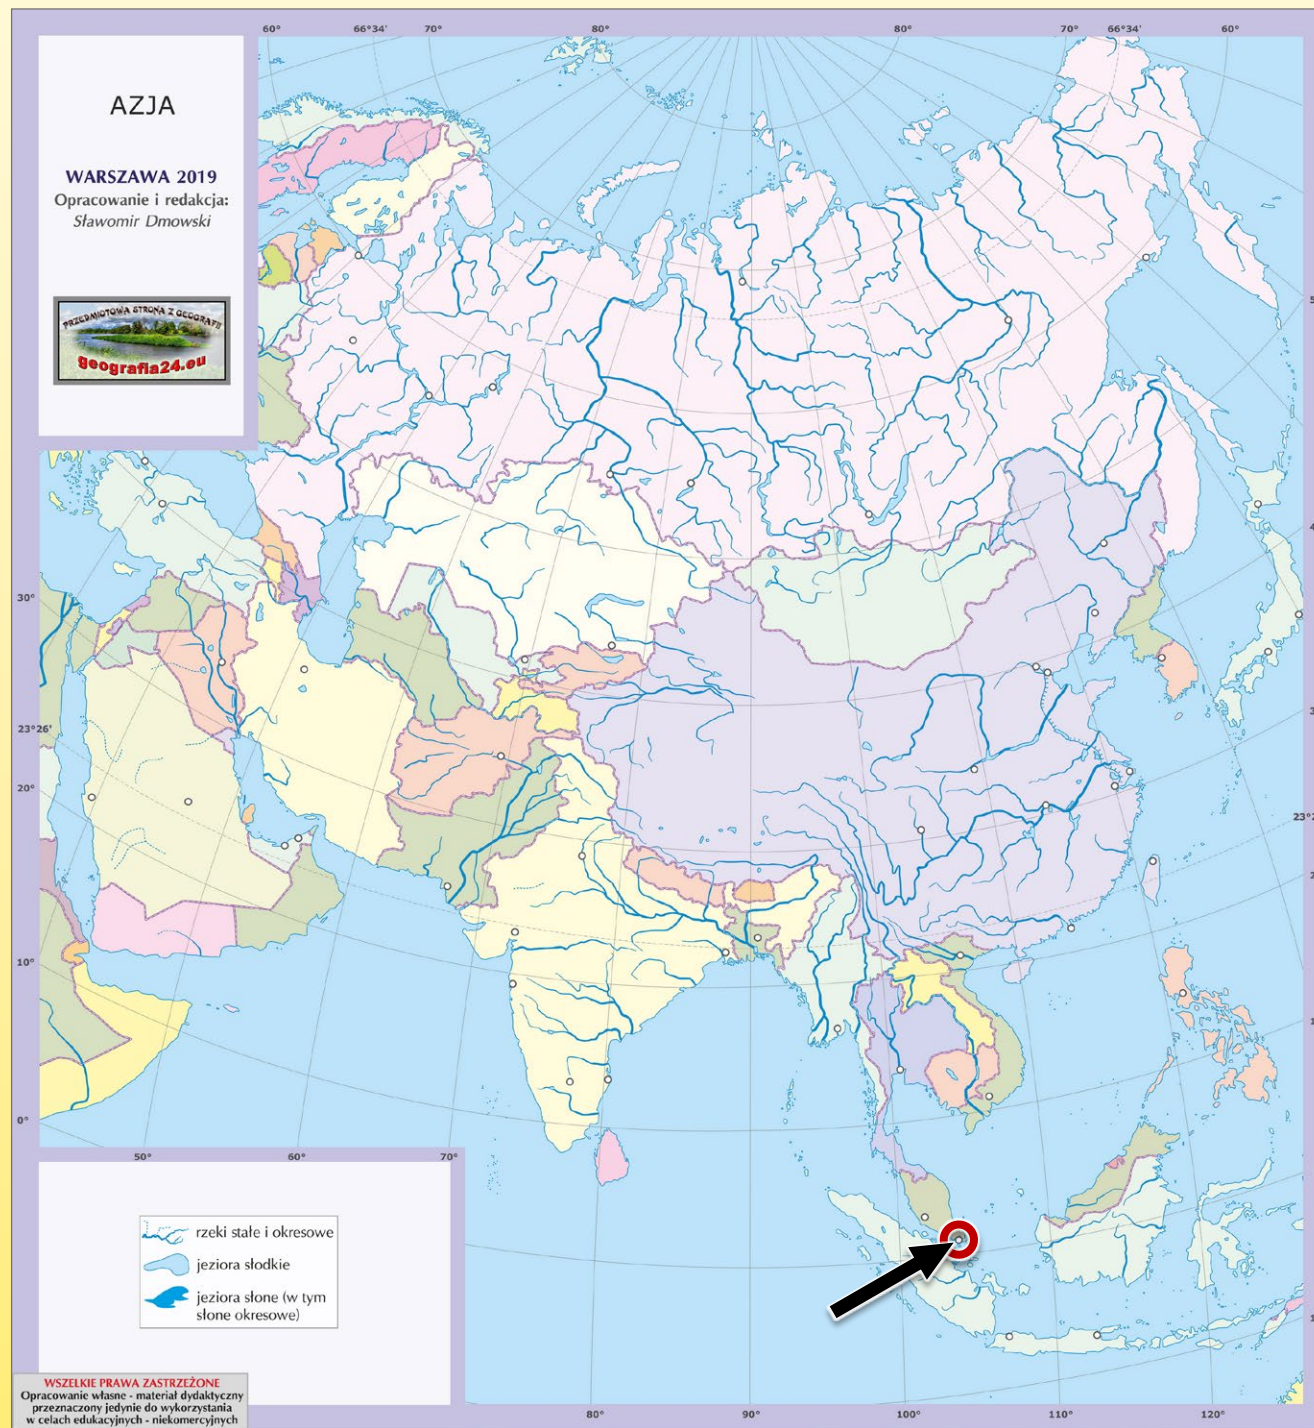 60° 66°34' 70° 80° 80° 70° 66°34' 60°
AZJA
WARSZAWA 2019
Opracowanie i redakcja:
Sławomir Dmowski
PRZEDMIOTOWA STRONA Z GEOGRAFII
geografia24.eu
30°
23°26'
20°
10°
0°
50° 60° 70°
rzeki stałe i okresowe
jeziora słodkie
jeziora słone (w tym
słone okresowe)
WSZELKIE PRAWA ZASTRZEŻONE
Opracowanie własne - materiał dydaktyczny
przeznaczony jedynie do wykorzystania
w celach edukacyjnych - niekomercyjnych
80° 90° 100° 110° 120°